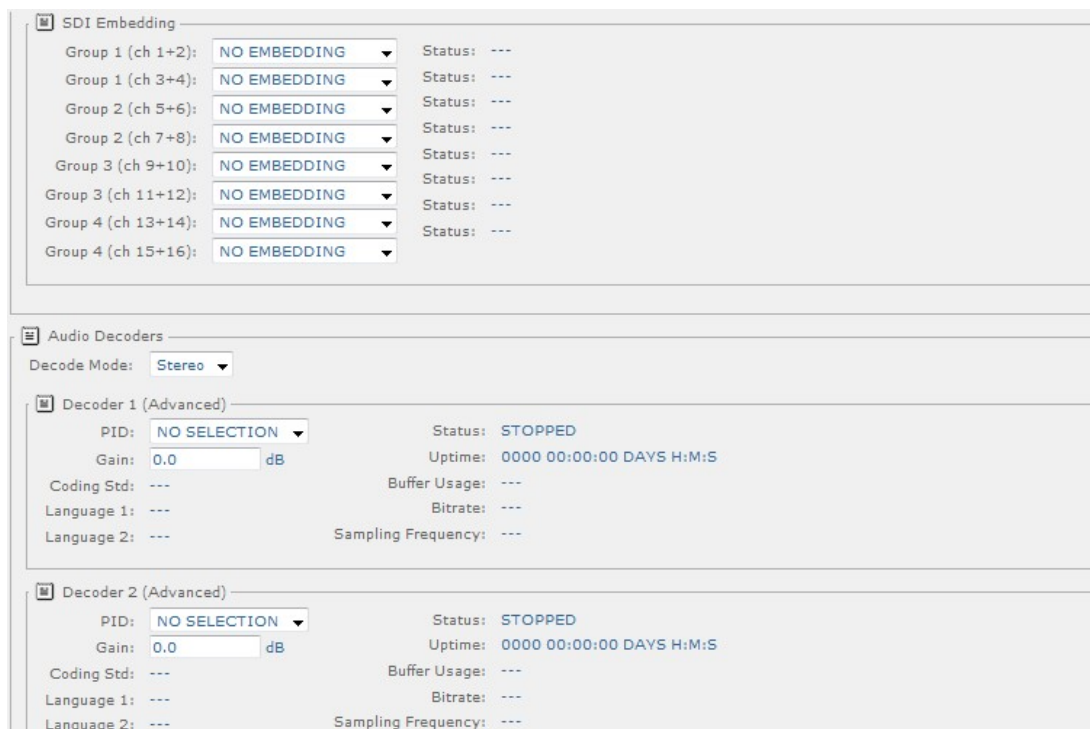 SDI Embedding
Group 1 (ch 1+2): NO EMBEDDING Status: ---
Group 1 (ch 3+4): NO EMBEDDING Status: ---
Group 2 (ch 5+6): NO EMBEDDING Status: ---
Group 2 (ch 7+8): NO EMBEDDING Status: ---
Group 3 (ch 9+10): NO EMBEDDING Status: ---
Group 3 (ch 11+12): NO EMBEDDING Status: ---
Group 4 (ch 13+14): NO EMBEDDING Status: ---
Group 4 (ch 15+16): NO EMBEDDING Status: ---
Audio Decoders
Decode Mode: Stereo
Decoder 1 (Advanced)
PID: NO SELECTION Status: STOPPED
Gain: 0.0 dB Uptime: 0000 00:00:00 DAYS H:M:S
Coding Std: --- Buffer Usage: ---
Language 1: --- Bitrate: ---
Language 2: --- Sampling Frequency: ---
Decoder 2 (Advanced)
PID: NO SELECTION Status: STOPPED
Gain: 0.0 dB Uptime: 0000 00:00:00 DAYS H:M:S
Coding Std: --- Buffer Usage: ---
Language 1: --- Bitrate: ---
Language 2: --- Sampling Frequency: ---